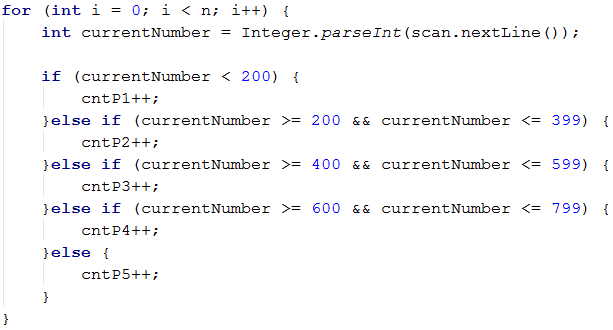 for (int i = 0; i < n; i++) {
    int currentNumber = Integer.parseInt(scan.nextLine());

    if (currentNumber < 200) {
        cntP1++;
    }else if (currentNumber >= 200 && currentNumber <= 399) {
        cntP2++;
    }else if (currentNumber >= 400 && currentNumber <= 599) {
        cntP3++;
    }else if (currentNumber >= 600 && currentNumber <= 799) {
        cntP4++;
    }else {
        cntP5++;
    }
}